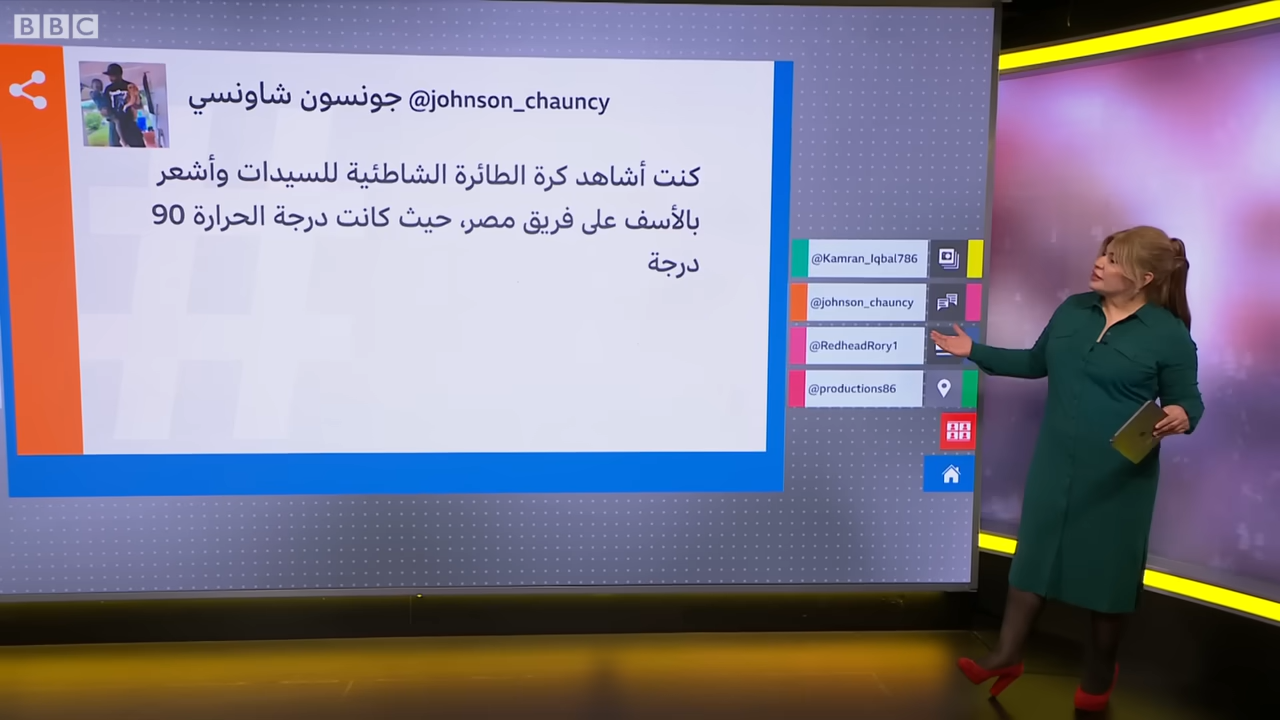 BBC
جونسون شاونسي @johnson_chauncy
كنت أشاهد كرة الطائرة الشاطئية للسيدات وأشعر
بالأسف على فريق مصر، حيث كانت درجة الحرارة 90
درجة
@Kamran_Iqbal786
@johnson_chauncy
@RedheadRory1
@productions86